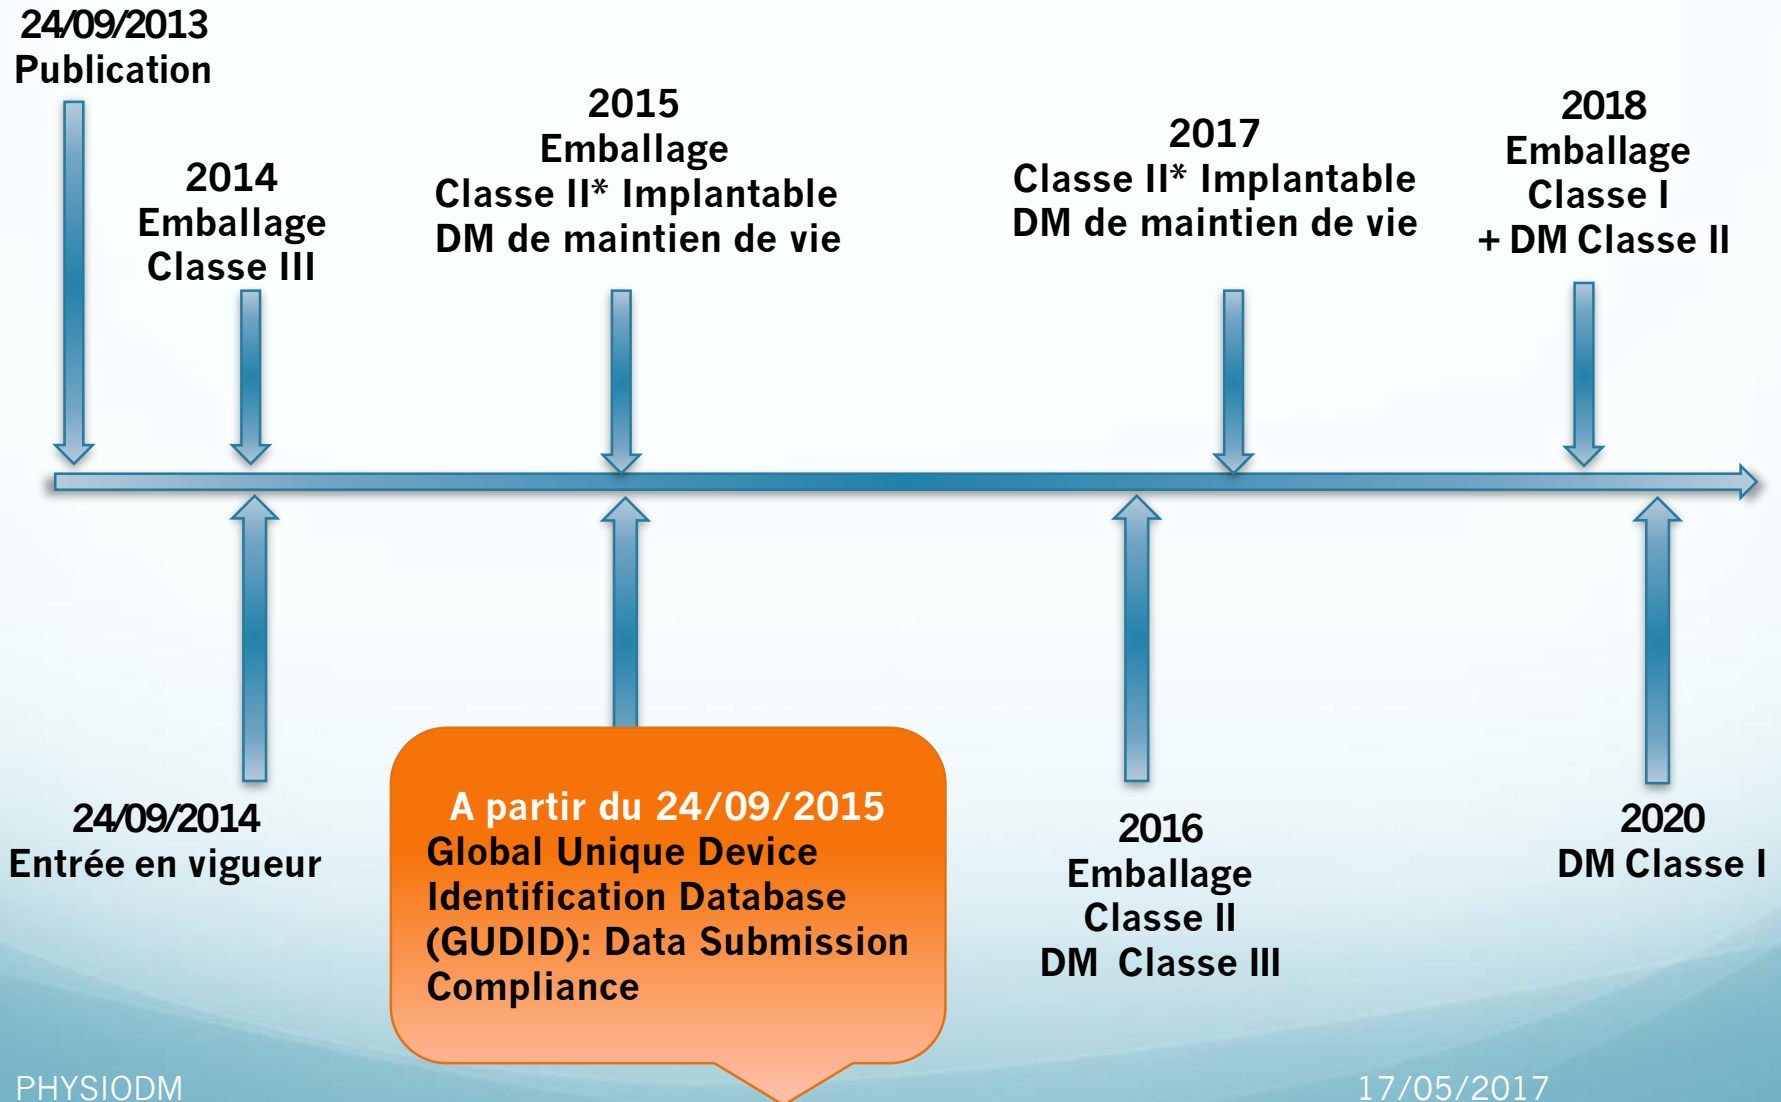 24/09/2013
Publication
2014
Emballage
Classe III
2015
Emballage
Classe II* Implantable
DM de maintien de vie
2017
Classe II* Implantable
DM de maintien de vie
2018
Emballage
Classe I
+ DM Classe II
24/09/2014
Entrée en vigueur
A partir du 24/09/2015
Global Unique Device
Identification Database
(GUDID): Data Submission
Compliance
2016
Emballage
Classe II
DM Classe III
2020
DM Classe I
PHYSIODM
17/05/2017